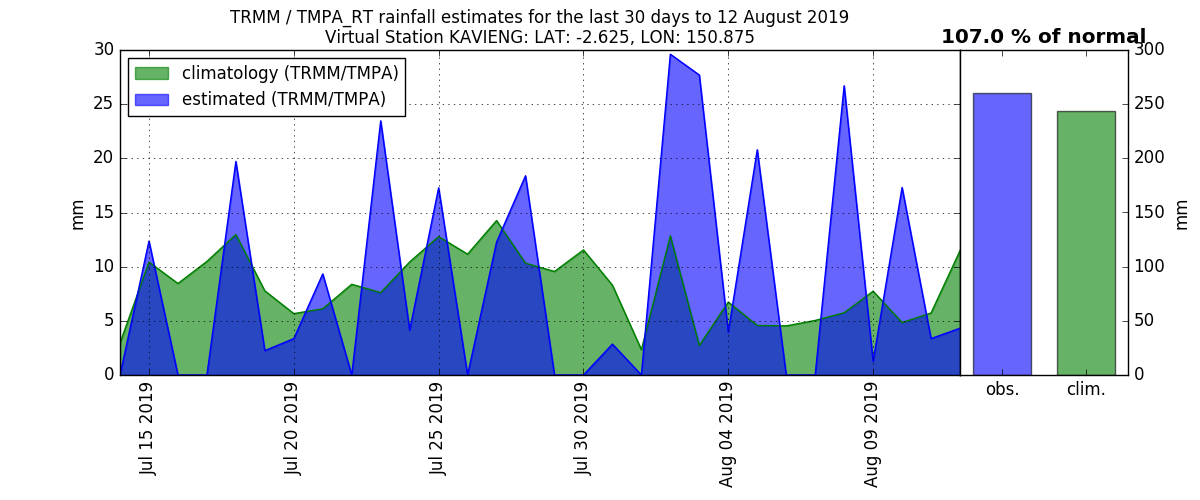 TRMM / TMPA_RT rainfall estimates for the last 30 days to 12 August 2019
Virtual Station KAVIENG: LAT: -2.625, LON: 150.875
107.0 % of normal
climatology (TRMM/TMPA)
estimated (TRMM/TMPA)
30
25
20
15
10
5
0
mm
Jul 15 2019
Jul 20 2019
Jul 25 2019
Jul 30 2019
Aug 04 2019
Aug 09 2019
300
250
200
150
100
50
0
mm
obs.
clim.